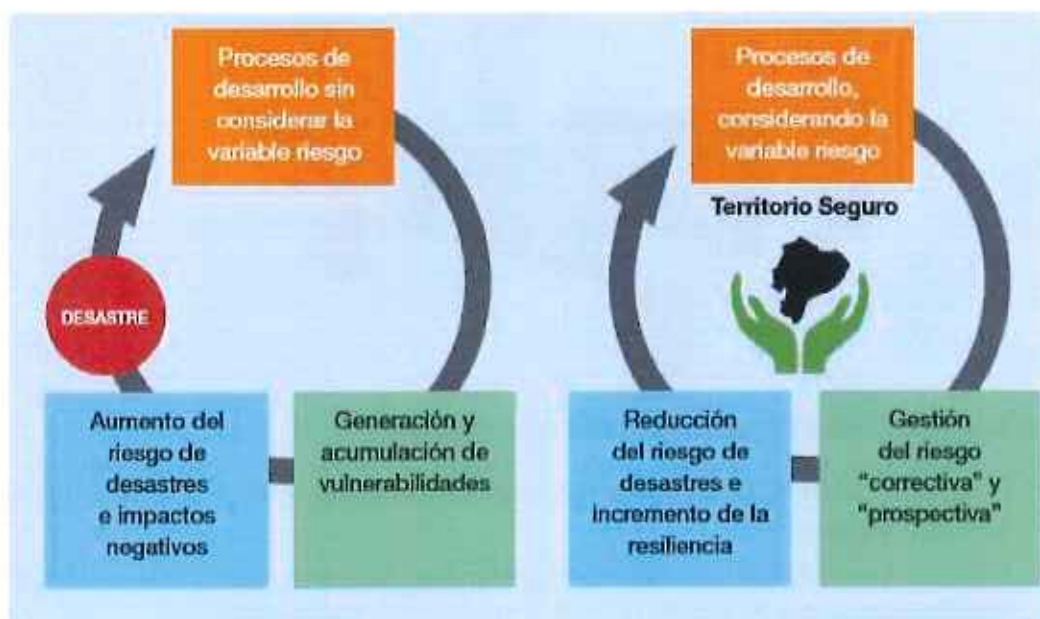 Procesos de
desarrollo sin
considerar la
variable riesgo
DESASTRE
Aumento del
riesgo de
desastres
e impactos
negativos
Generación y
acumulación de
vulnerabilidades
Procesos de
desarrollo,
considerando la
variable riesgo
Territorio Seguro
Reducción
del riesgo de
desastres e
incremento de la
resiliencia
Gestión
del riesgo
"correctiva" y
"prospectiva"